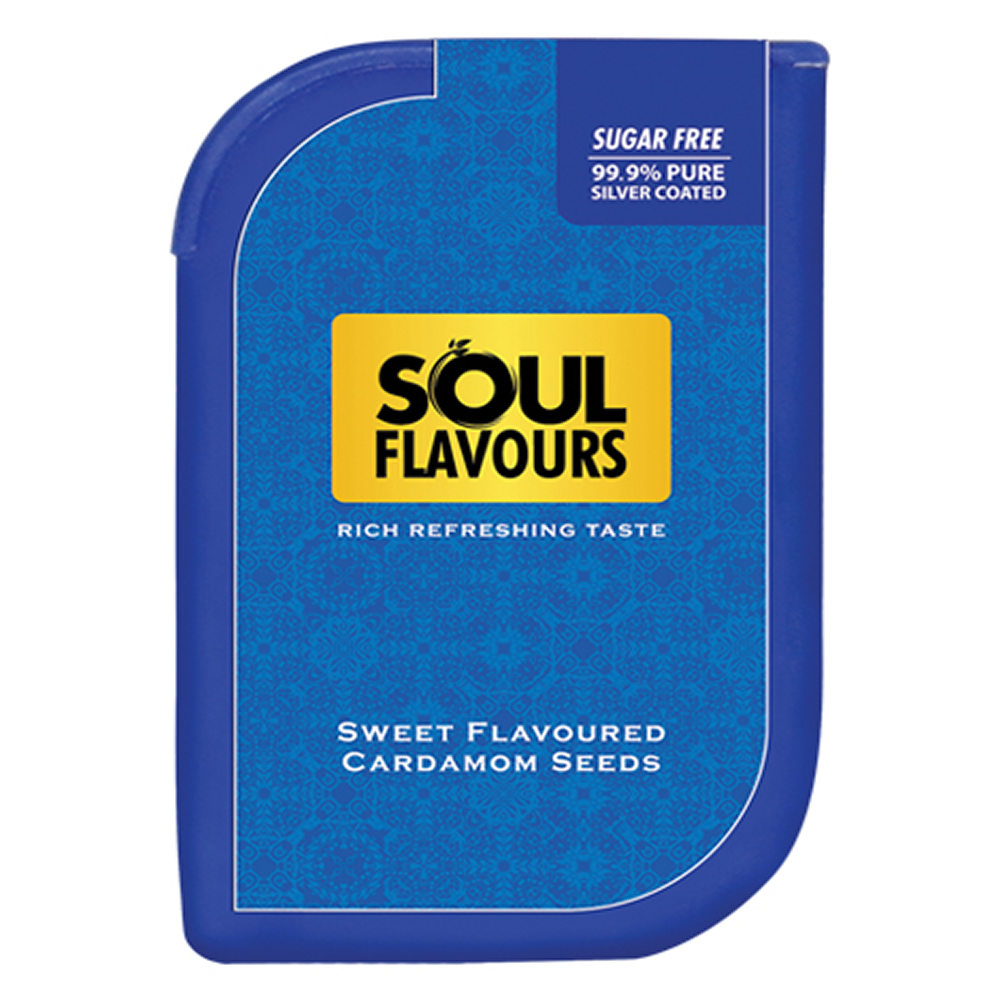 SUGAR FREE
99.9% PURE
SILVER COATED
SOUL
FLAVOURS
RICH REFRESHING TASTE
SWEET FLAVOURED
CARDAMOM SEEDS